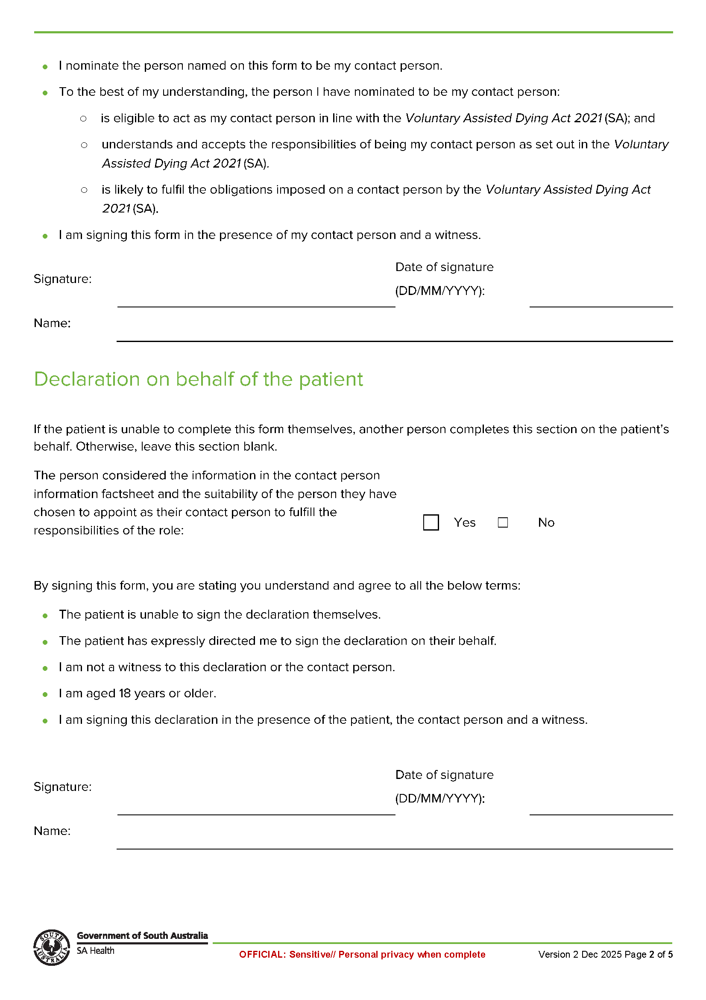 • I nominate the person named on this form to be my contact person.
• To the best of my understanding, the person I have nominated to be my contact person:
○ is eligible to act as my contact person in line with the Voluntary Assisted Dying Act 2021 (SA); and
○ understands and accepts the responsibilities of being my contact person as set out in the Voluntary
Assisted Dying Act 2021 (SA).
○ is likely to fulfil the obligations imposed on a contact person by the Voluntary Assisted Dying Act
2021 (SA).
• I am signing this form in the presence of my contact person and a witness.
Signature:
Date of signature
(DD/MM/YYYY):
Name:
Declaration on behalf of the patient
If the patient is unable to complete this form themselves, another person completes this section on the patient’s
behalf. Otherwise, leave this section blank.
The person considered the information in the contact person
information factsheet and the suitability of the person they have
chosen to appoint as their contact person to fulfill the
responsibilities of the role:
☐ Yes ☐ No
By signing this form, you are stating you understand and agree to all the below terms:
• The patient is unable to sign the declaration themselves.
• The patient has expressly directed me to sign the declaration on their behalf.
• I am not a witness to this declaration or the contact person.
• I am aged 18 years or older.
• I am signing this declaration in the presence of the patient, the contact person and a witness.
Signature:
Date of signature
(DD/MM/YYYY):
Name:
SOUTH AUSTRALIA
Government of South Australia
SA Health
OFFICIAL: Sensitive// Personal privacy when complete
Version 2 Dec 2025 Page 2 of 5